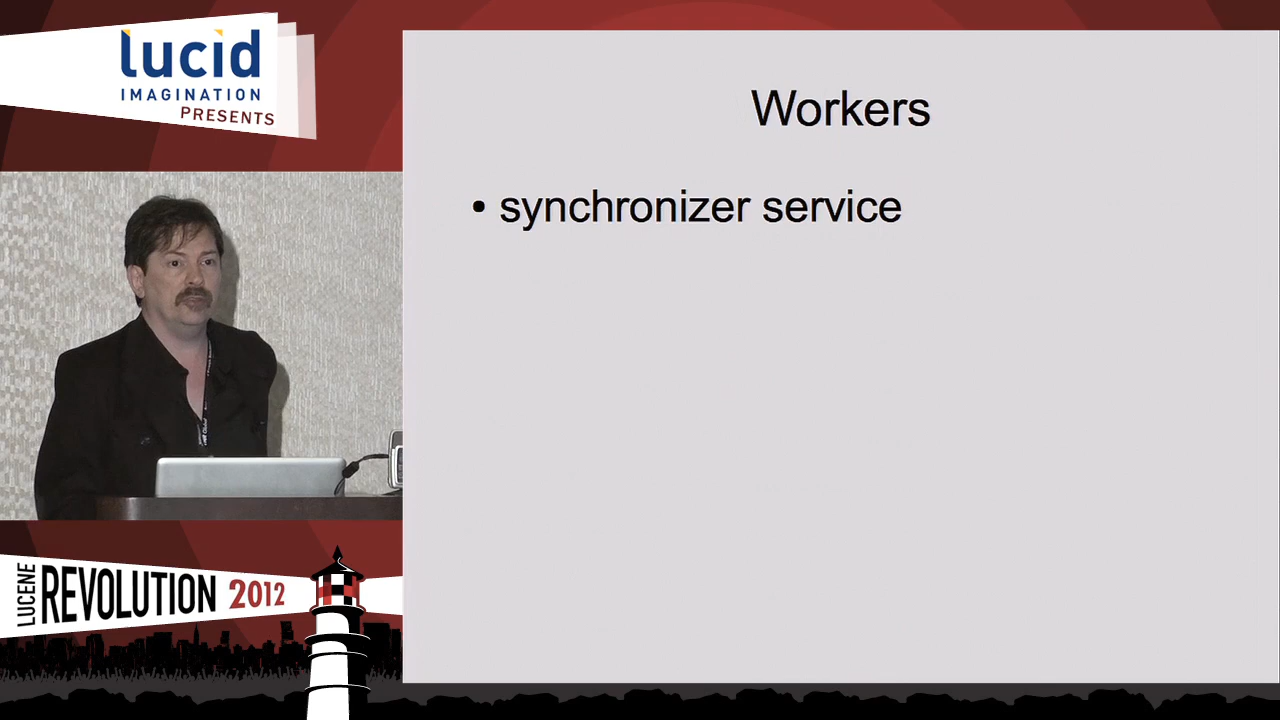 lucid
IMAGINATION
PRESENTS
Workers
• synchronizer service
LUCENE
REVOLUTION 2012